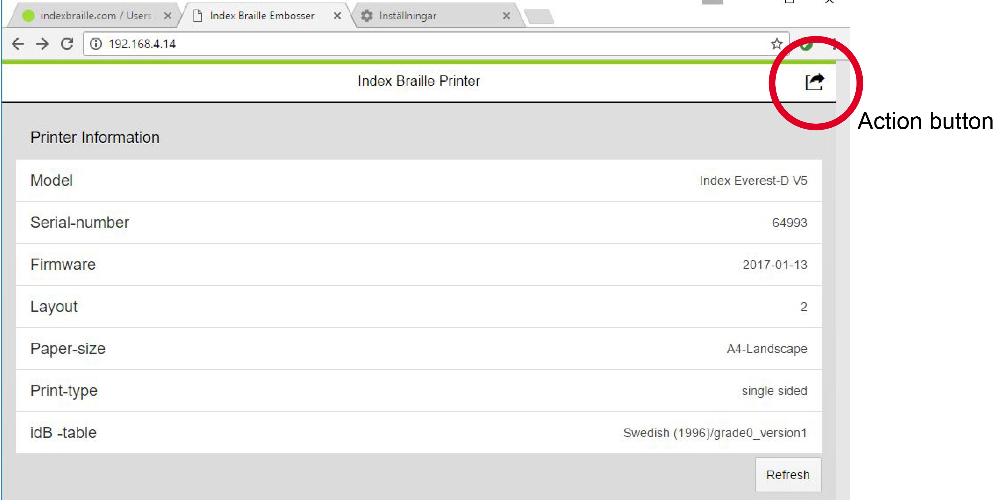 indexbraille.com / Users
Index Braille Embosser
Inställningar
192.168.4.14
Index Braille Printer
Action button
Printer Information
Model
Index Everest-D V5
Serial-number
64993
Firmware
2017-01-13
Layout
2
Paper-size
A4-Landscape
Print-type
single sided
idB -table
Swedish (1996)/grade0_version1
Refresh